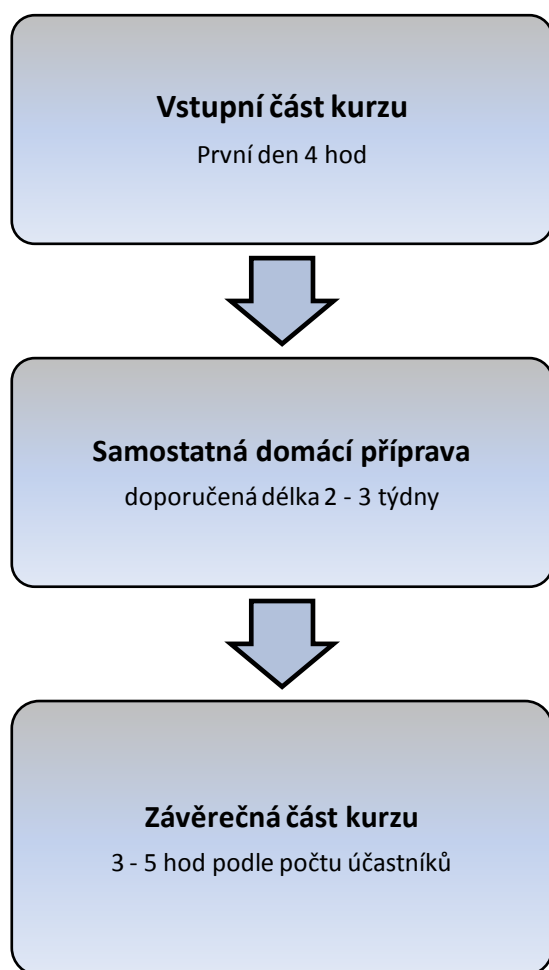 Vstupní část kurzu
První den 4 hod
Samostatná domácí příprava
doporučená délka 2 - 3 týdny
Závěrečná část kurzu
3 - 5 hod podle počtu účastníků